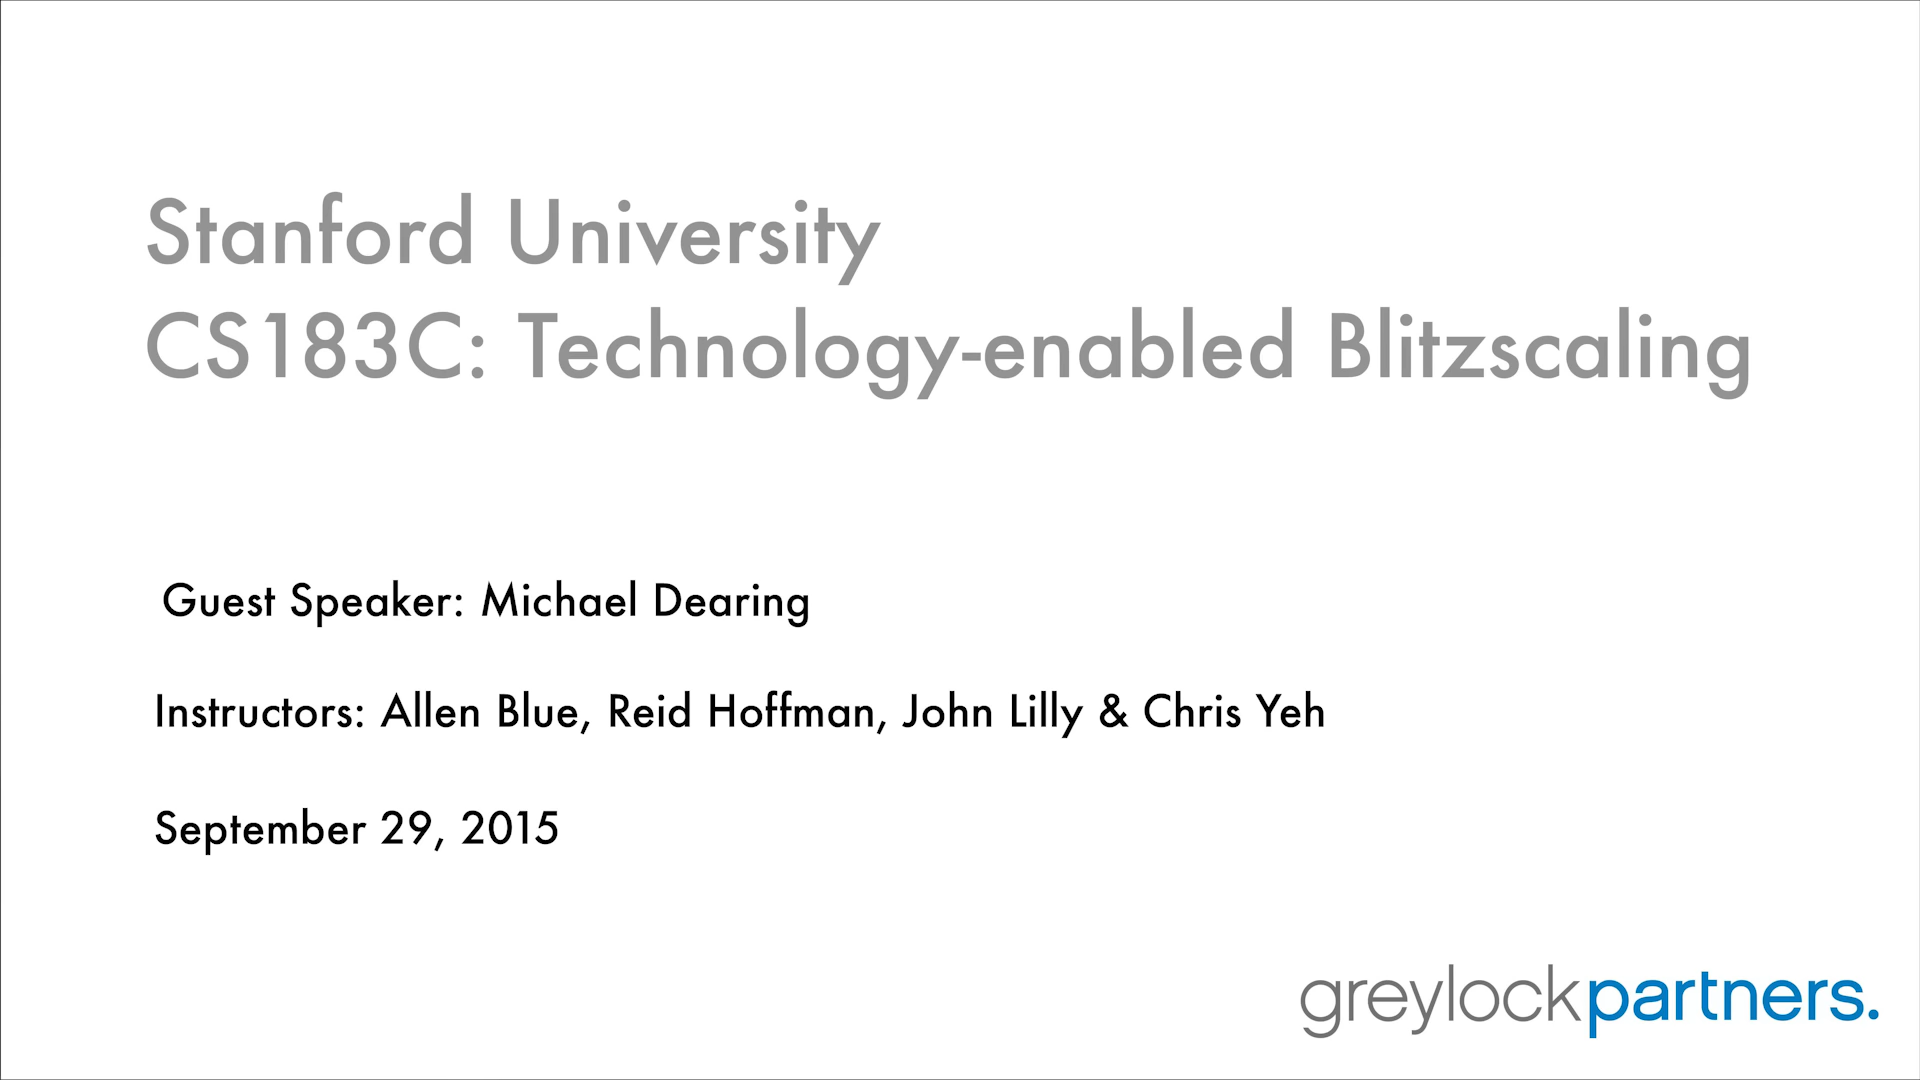 Stanford University
CS183C: Technology-enabled Blitzscaling
Guest Speaker: Michael Dearing
Instructors: Allen Blue, Reid Hoffman, John Lilly & Chris Yeh
September 29, 2015
greylockpartners.